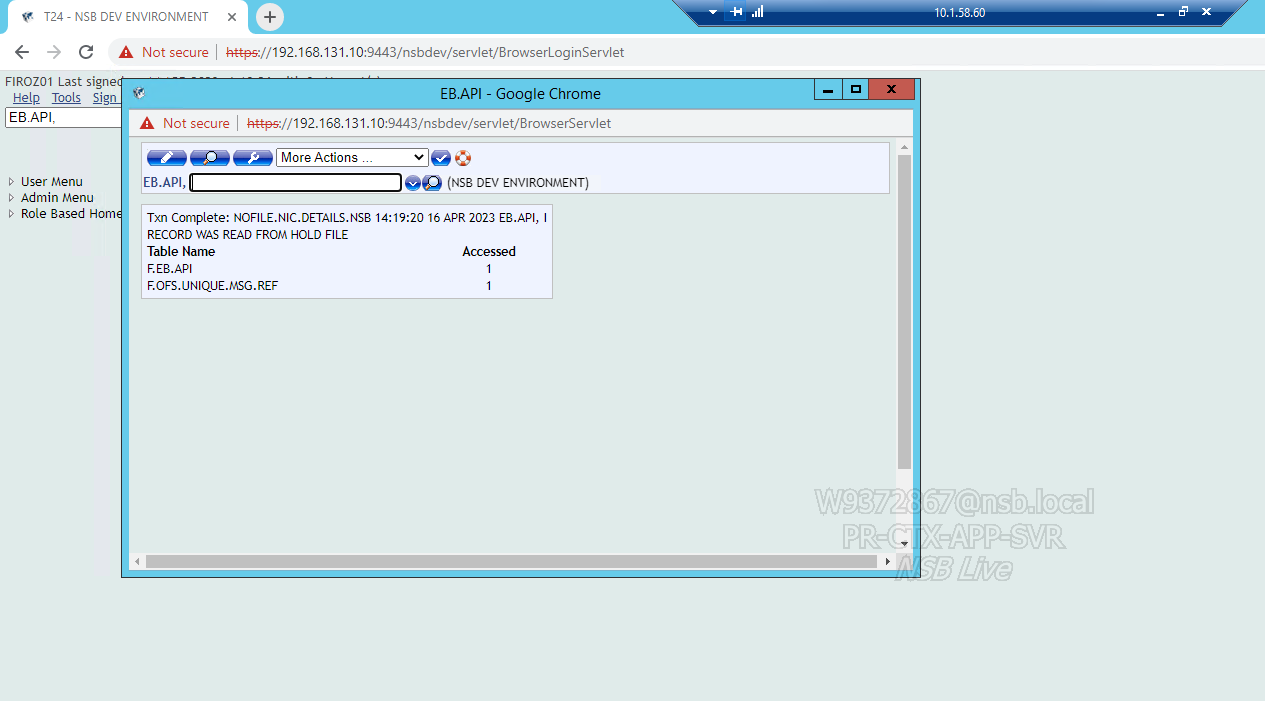 T24 - NSB DEV ENVIRONMENT
10.1.58.60
Not secure https://192.168.131.10:9443/nsbdev/servlet/BrowserLoginServlet
FIROZ01 Last signed
Help Tools Sign
EB.API,
User Menu
Admin Menu
Role Based Home
EB.API - Google Chrome
Not secure https://192.168.131.10:9443/nsbdev/servlet/BrowserServlet
More Actions ...
EB.API, (NSB DEV ENVIRONMENT)
Txn Complete: NOFILE.NIC.DETAILS.NSB 14:19:20 16 APR 2023 EB.API, I
RECORD WAS READ FROM HOLD FILE
Table Name Accessed
F.EB.API 1
F.OFS.UNIQUE.MSG.REF 1
W9372867@nsb.local
PR-CTX-APP-SVR
NSB Live